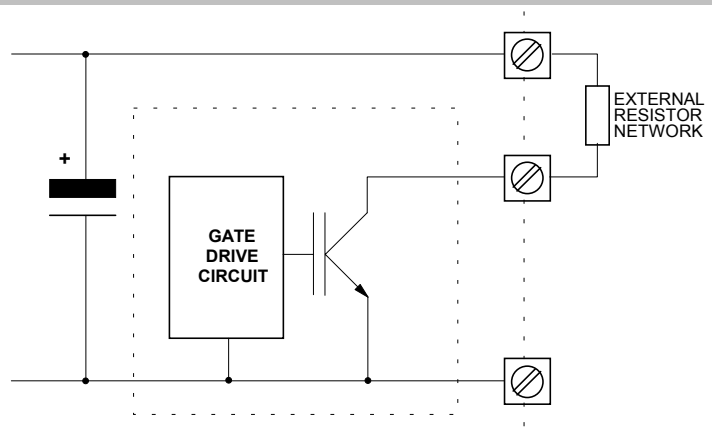 EXTERNAL
RESISTOR
NETWORK
+
GATE
DRIVE
CIRCUIT